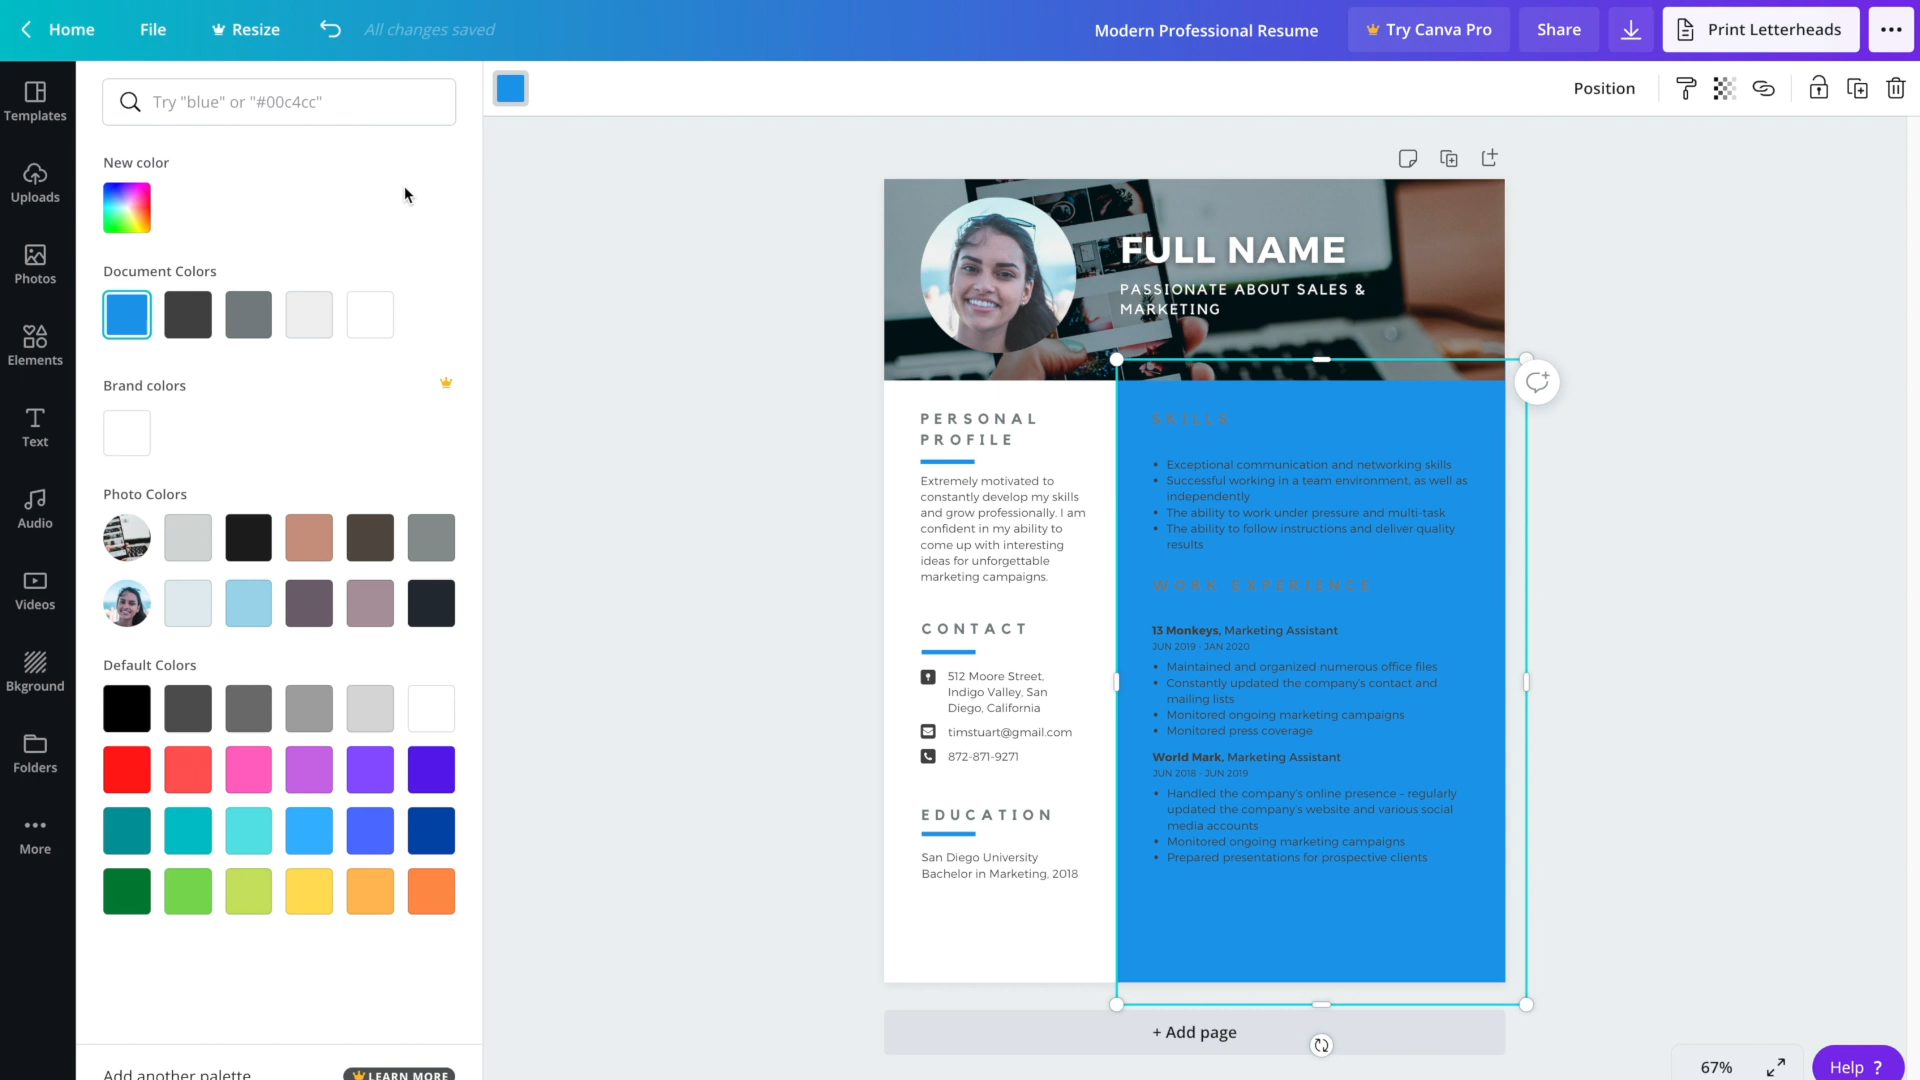 Home
File
Resize
All changes saved
Modern Professional Resume
Try Canva Pro
Share
Print Letterheads
Templates
Uploads
Photos
Elements
Text
Audio
Videos
Bkground
Folders
More
Try "blue" or "#00c4cc"
New color
Document Colors
Brand colors
Photo Colors
Default Colors
Add another palette
LEARN MORE
Position
FULL NAME
PASSIONATE ABOUT SALES &
MARKETING
PERSONAL
PROFILE
Extremely motivated to
constantly develop my skills
and grow professionally. I am
confident in my ability to
come up with interesting
ideas for unforgettable
marketing campaigns.
CONTACT
512 Moore Street,
Indigo Valley, San
Diego, California
timstuart@gmail.com
872-871-9271
EDUCATION
San Diego University
Bachelor in Marketing, 2018
SKILLS
• Exceptional communication and networking skills
• Successful working in a team environment, as well as
independently
• The ability to work under pressure and multi-task
• The ability to follow instructions and deliver quality
results
WORK EXPERIENCE
13 Monkeys, Marketing Assistant
JUN 2019 - JAN 2020
• Maintained and organized numerous office files
• Constantly updated the company's contact and
mailing lists
• Monitored ongoing marketing campaigns
• Monitored press coverage
World Mark, Marketing Assistant
JUN 2018 - JUN 2019
• Handled the company's online presence – regularly
updated the company's website and various social
media accounts
• Monitored ongoing marketing campaigns
• Prepared presentations for prospective clients
+ Add page
67%
Help ?